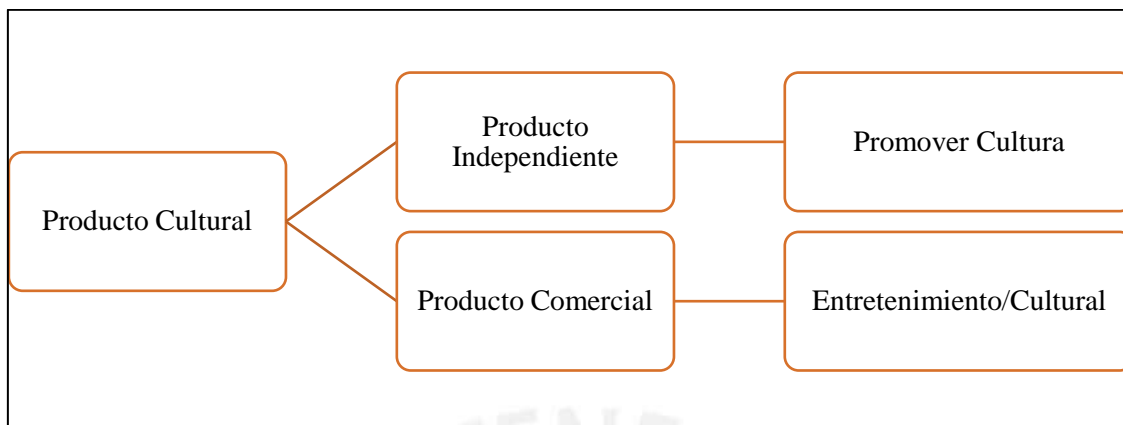 Producto Cultural
Producto
Independiente
Promover Cultura
Producto Comercial
Entretenimiento/Cultural